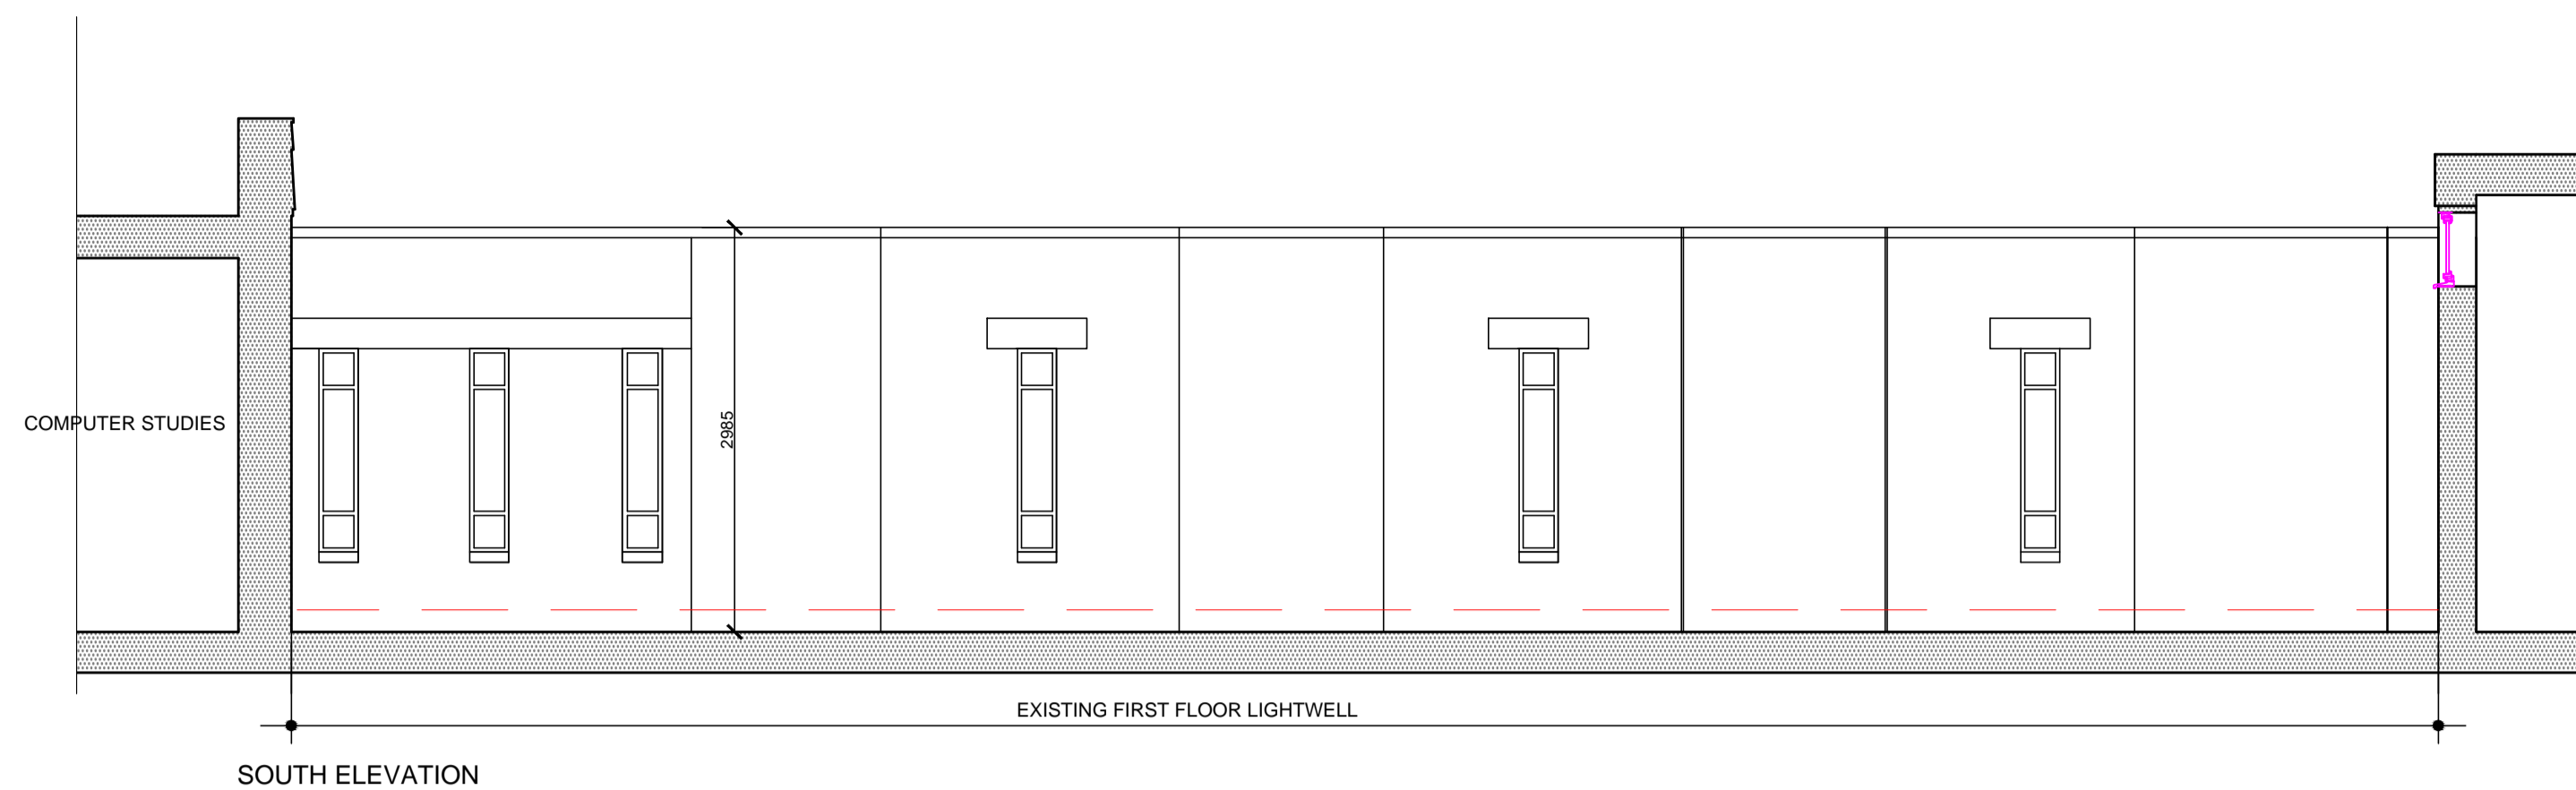 COMPUTER STUDIES
2985
EXISTING FIRST FLOOR LIGHTWELL
SOUTH ELEVATION